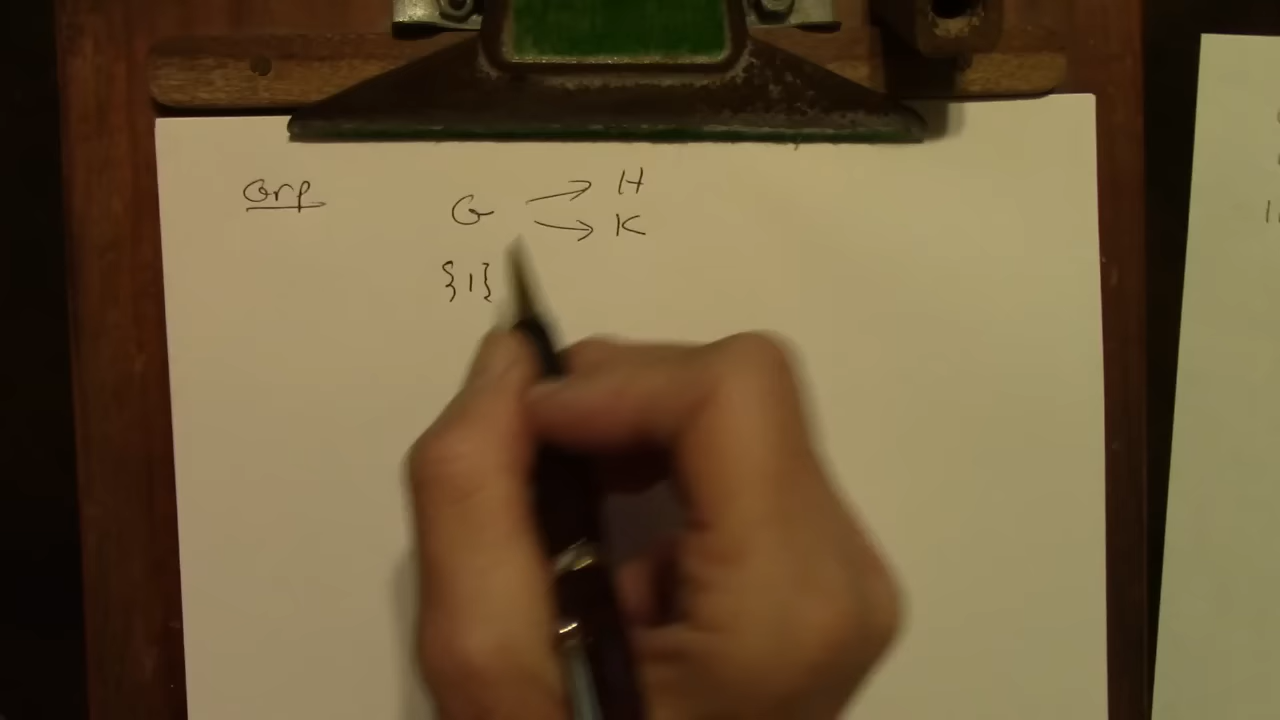 Grp
G → H
→ K
{1}